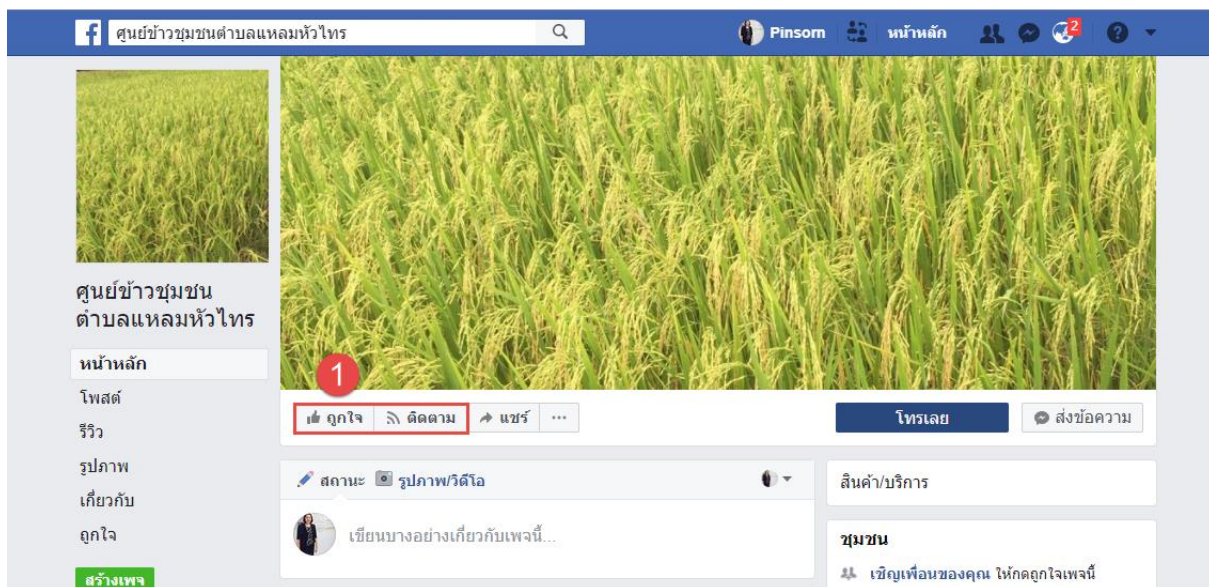 f ศูนย์ข้าวชุมชนตำบลแหลมหัวไทร Pinsorn หน้าหลัก 2 ?
ศูนย์ข้าวชุมชน
ตำบลแหลมหัวไทร
หน้าหลัก
โพสต์
รีวิว
รูปภาพ
เกี่ยวกับ
ถูกใจ
สร้างเพจ
1
ถูกใจ ติดตาม แชร์ ... โทรเลย ส่งข้อความ
สถานะ รูปภาพ/วิดีโอ
เขียนบางอย่างเกี่ยวกับเพจนี้...
สินค้า/บริการ
ชุมชน
เชิญเพื่อนของคุณ ให้กดถูกใจเพจนี้